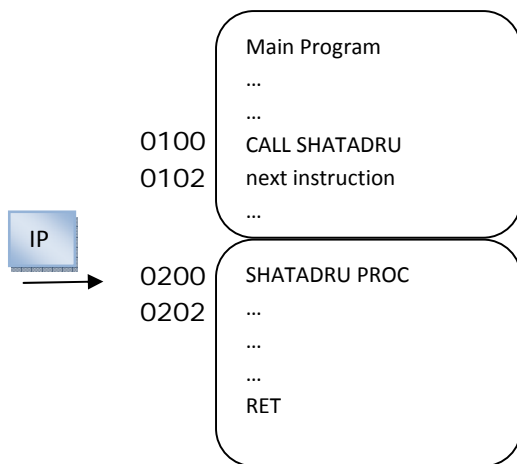 Main Program
...
...
0100 CALL SHATADRU
0102 next instruction
...
IP
0200 SHATADRU PROC
0202 ...
...
...
RET